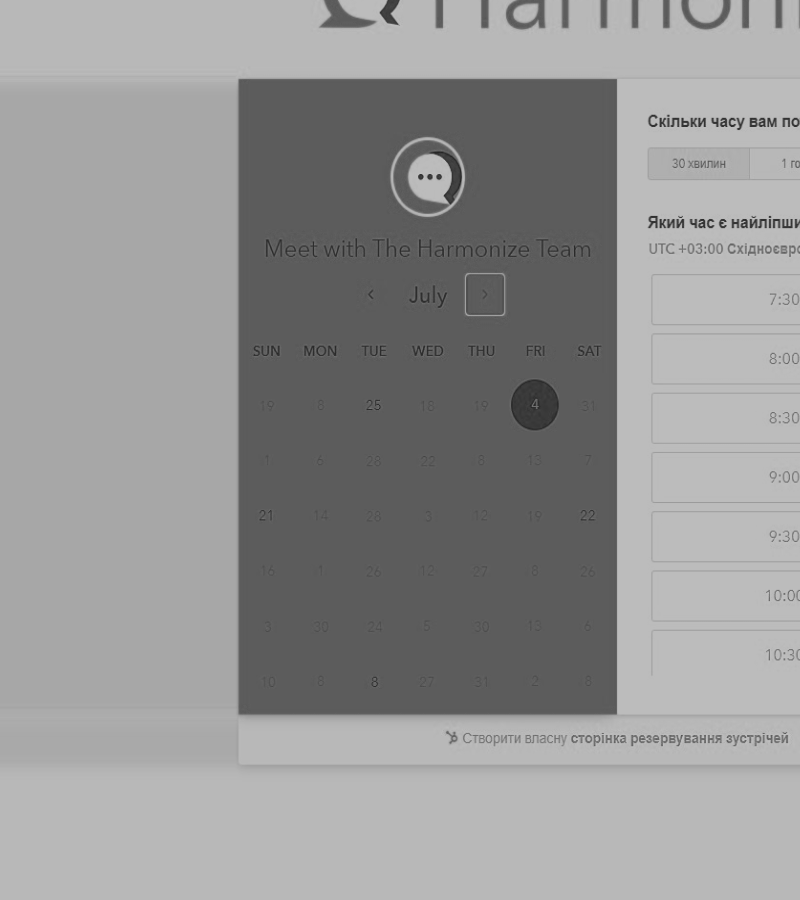 Harmoni
Meet with The Harmonize Team
July
SUN MON TUE WED THU FRI SAT
19 8 25 18 19 4 31
1 6 28 22 8 13 7
21 14 28 3 12 19 22
16 1 26 12 27 8 26
3 30 24 5 30 13 6
10 8 8 27 31 2 8
Скільки часу вам по
30 хвилин 1 го
Який час є найліпши
UTC +03:00 Східноєвро
7:30
8:00
8:30
9:00
9:30
10:00
10:30
Створити власну сторінка резервування зустрічей